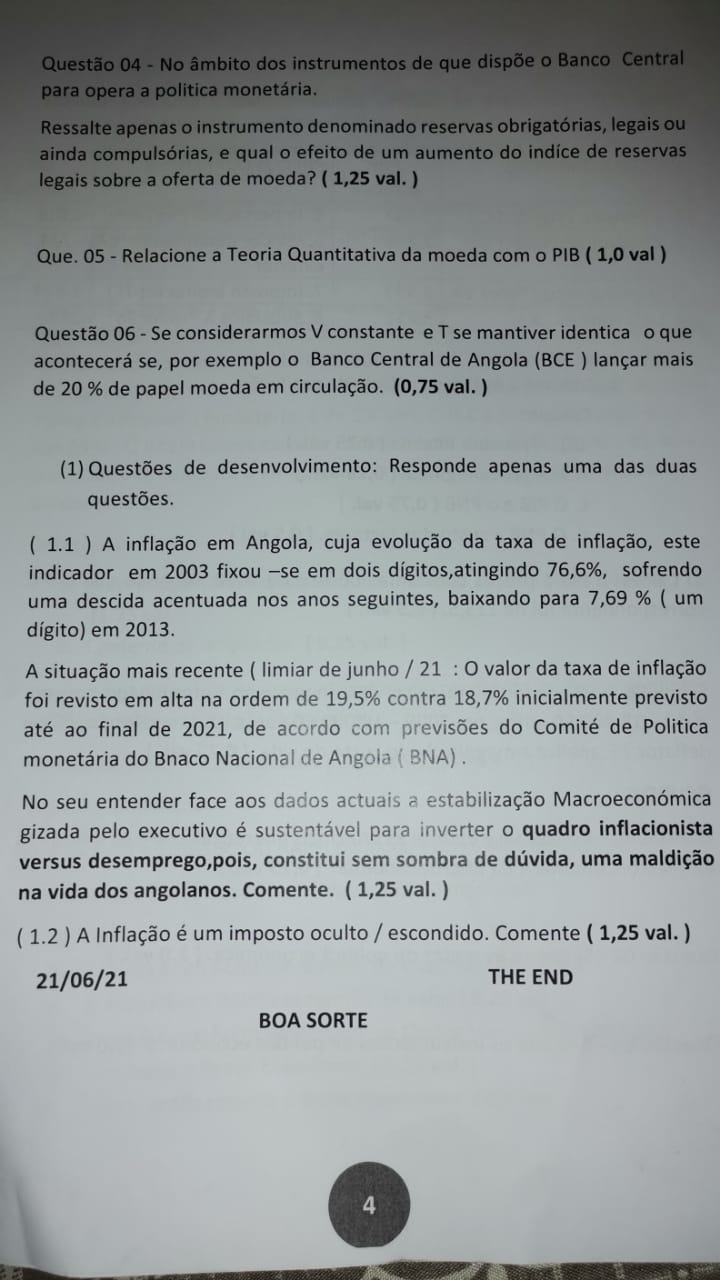 Questão 04 - No âmbito dos instrumentos de que dispõe o Banco Central
para opera a politica monetária.
Ressalte apenas o instrumento denominado reservas obrigatórias, legais ou
ainda compulsórias, e qual o efeito de um aumento do indíce de reservas
legais sobre a oferta de moeda? ( 1,25 val. )
Que. 05 - Relacione a Teoria Quantitativa da moeda com o PIB ( 1,0 val )
Questão 06 - Se considerarmos V constante e T se mantiver identica o que
acontecerá se, por exemplo o Banco Central de Angola (BCE ) lançar mais
de 20 % de papel moeda em circulação. (0,75 val. )
(1) Questões de desenvolvimento: Responde apenas uma das duas
questões.
( 1.1 ) A inflação em Angola, cuja evolução da taxa de inflação, este
indicador em 2003 fixou –se em dois dígitos,atingindo 76,6%, sofrendo
uma descida acentuada nos anos seguintes, baixando para 7,69 % ( um
dígito) em 2013.
A situação mais recente ( limiar de junho / 21 : O valor da taxa de inflação
foi revisto em alta na ordem de 19,5% contra 18,7% inicialmente previsto
até ao final de 2021, de acordo com previsões do Comité de Politica
monetária do Bnaco Nacional de Angola ( BNA) .
No seu entender face aos dados actuais a estabilização Macroeconómica
gizada pelo executivo é sustentável para inverter o quadro inflacionista
versus desemprego,pois, constitui sem sombra de dúvida, uma maldição
na vida dos angolanos. Comente. ( 1,25 val. )
( 1.2 ) A Inflação é um imposto oculto / escondido. Comente ( 1,25 val. )
21/06/21 THE END
BOA SORTE
4